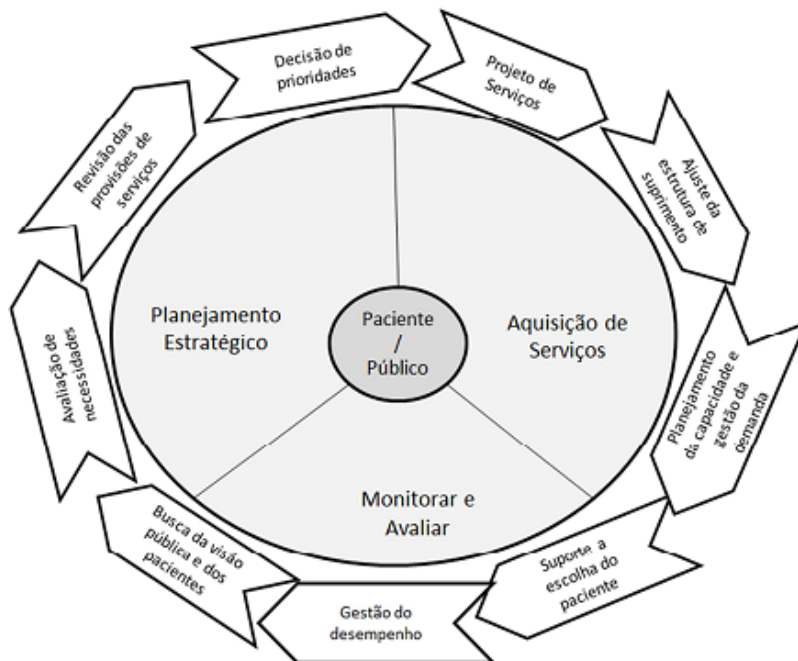 Decisão de
prioridades
Projeto de
Serviços
Ajuste da
estrutura de
suprimento
Planejamento
da capacidade e
gestão da
demanda
Suporte a
escolha do
paciente
Gestão do
desempenho
Busca da visão
pública e dos
pacientes
Avaliação de
necessidades
Revisão das
provisões de
serviços
Planejamento
Estratégico
Paciente
/
Público
Aquisição de
Serviços
Monitorar e
Avaliar